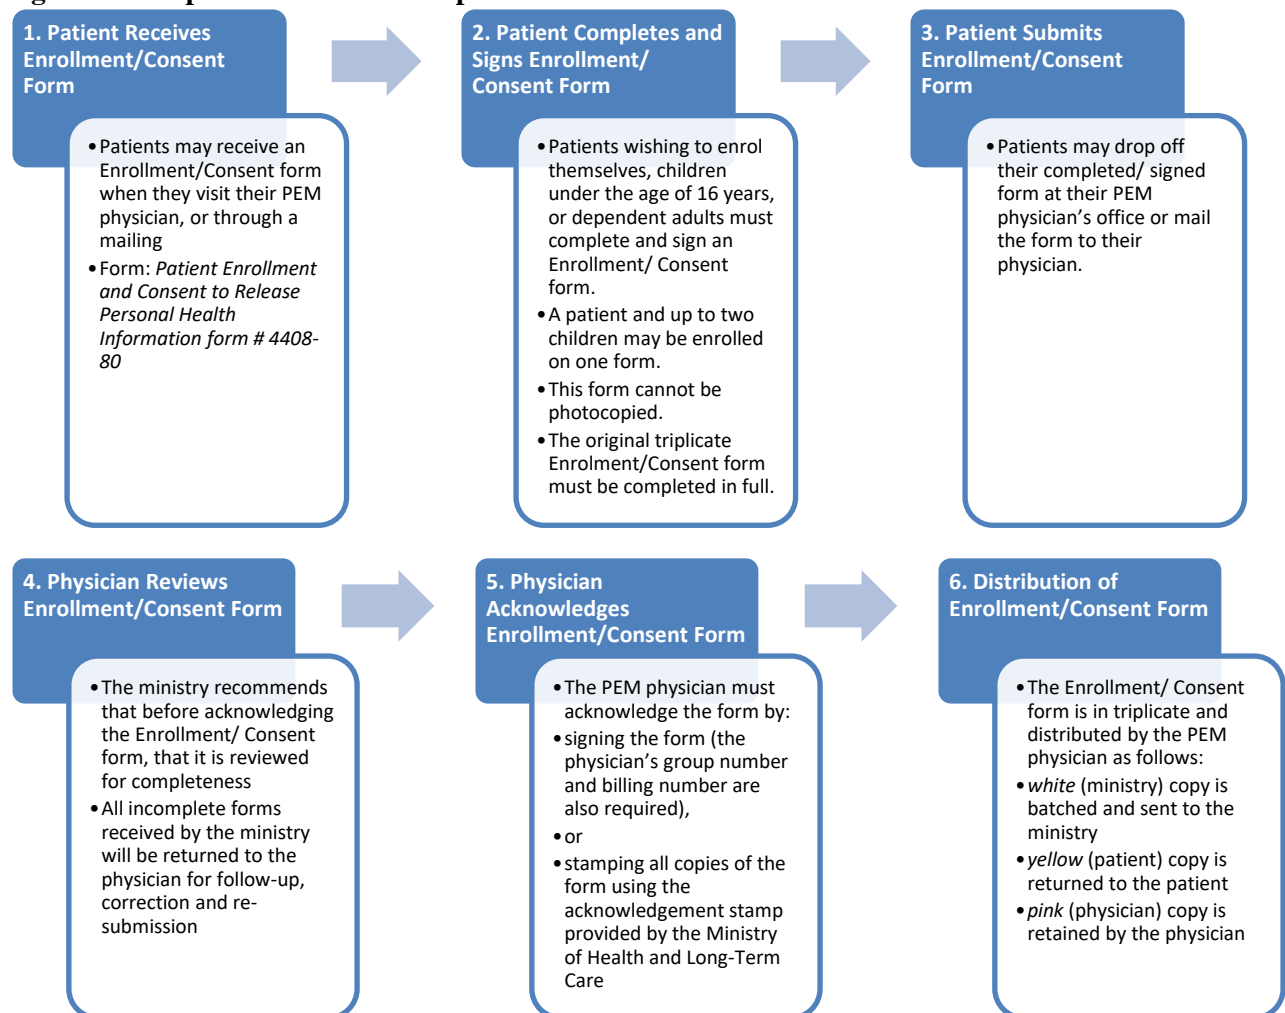 1. Patient Receives
Enrollment/Consent
Form
•Patients may receive an
Enrollment/Consent form
when they visit their PEM
physician, or through a
mailing
•Form: Patient Enrollment
and Consent to Release
Personal Health
Information form # 4408-
80
2. Patient Completes and
Signs Enrollment/
Consent Form
•Patients wishing to enrol
themselves, children
under the age of 16 years,
or dependent adults must
complete and sign an
Enrollment/ Consent
form.
•A patient and up to two
children may be enrolled
on one form.
•This form cannot be
photocopied.
•The original triplicate
Enrolment/Consent form
must be completed in full.
3. Patient Submits
Enrollment/Consent
Form
•Patients may drop off
their completed/ signed
form at their PEM
physician's office or mail
the form to their
physician.
4. Physician Reviews
Enrollment/Consent Form
•The ministry recommends
that before acknowledging
the Enrollment/ Consent
form, that it is reviewed
for completeness
•All incomplete forms
received by the ministry
will be returned to the
physician for follow-up,
correction and re-
submission
5. Physician
Acknowledges
Enrollment/Consent Form
•The PEM physician must
acknowledge the form by:
•signing the form (the
physician's group number
and billing number are
also required),
•or
•stamping all copies of the
form using the
acknowledgement stamp
provided by the Ministry
of Health and Long-Term
Care
6. Distribution of
Enrollment/Consent Form
•The Enrollment/ Consent
form is in triplicate and
distributed by the PEM
physician as follows:
•white (ministry) copy is
batched and sent to the
ministry
•yellow (patient) copy is
returned to the patient
•pink (physician) copy is
retained by the physician